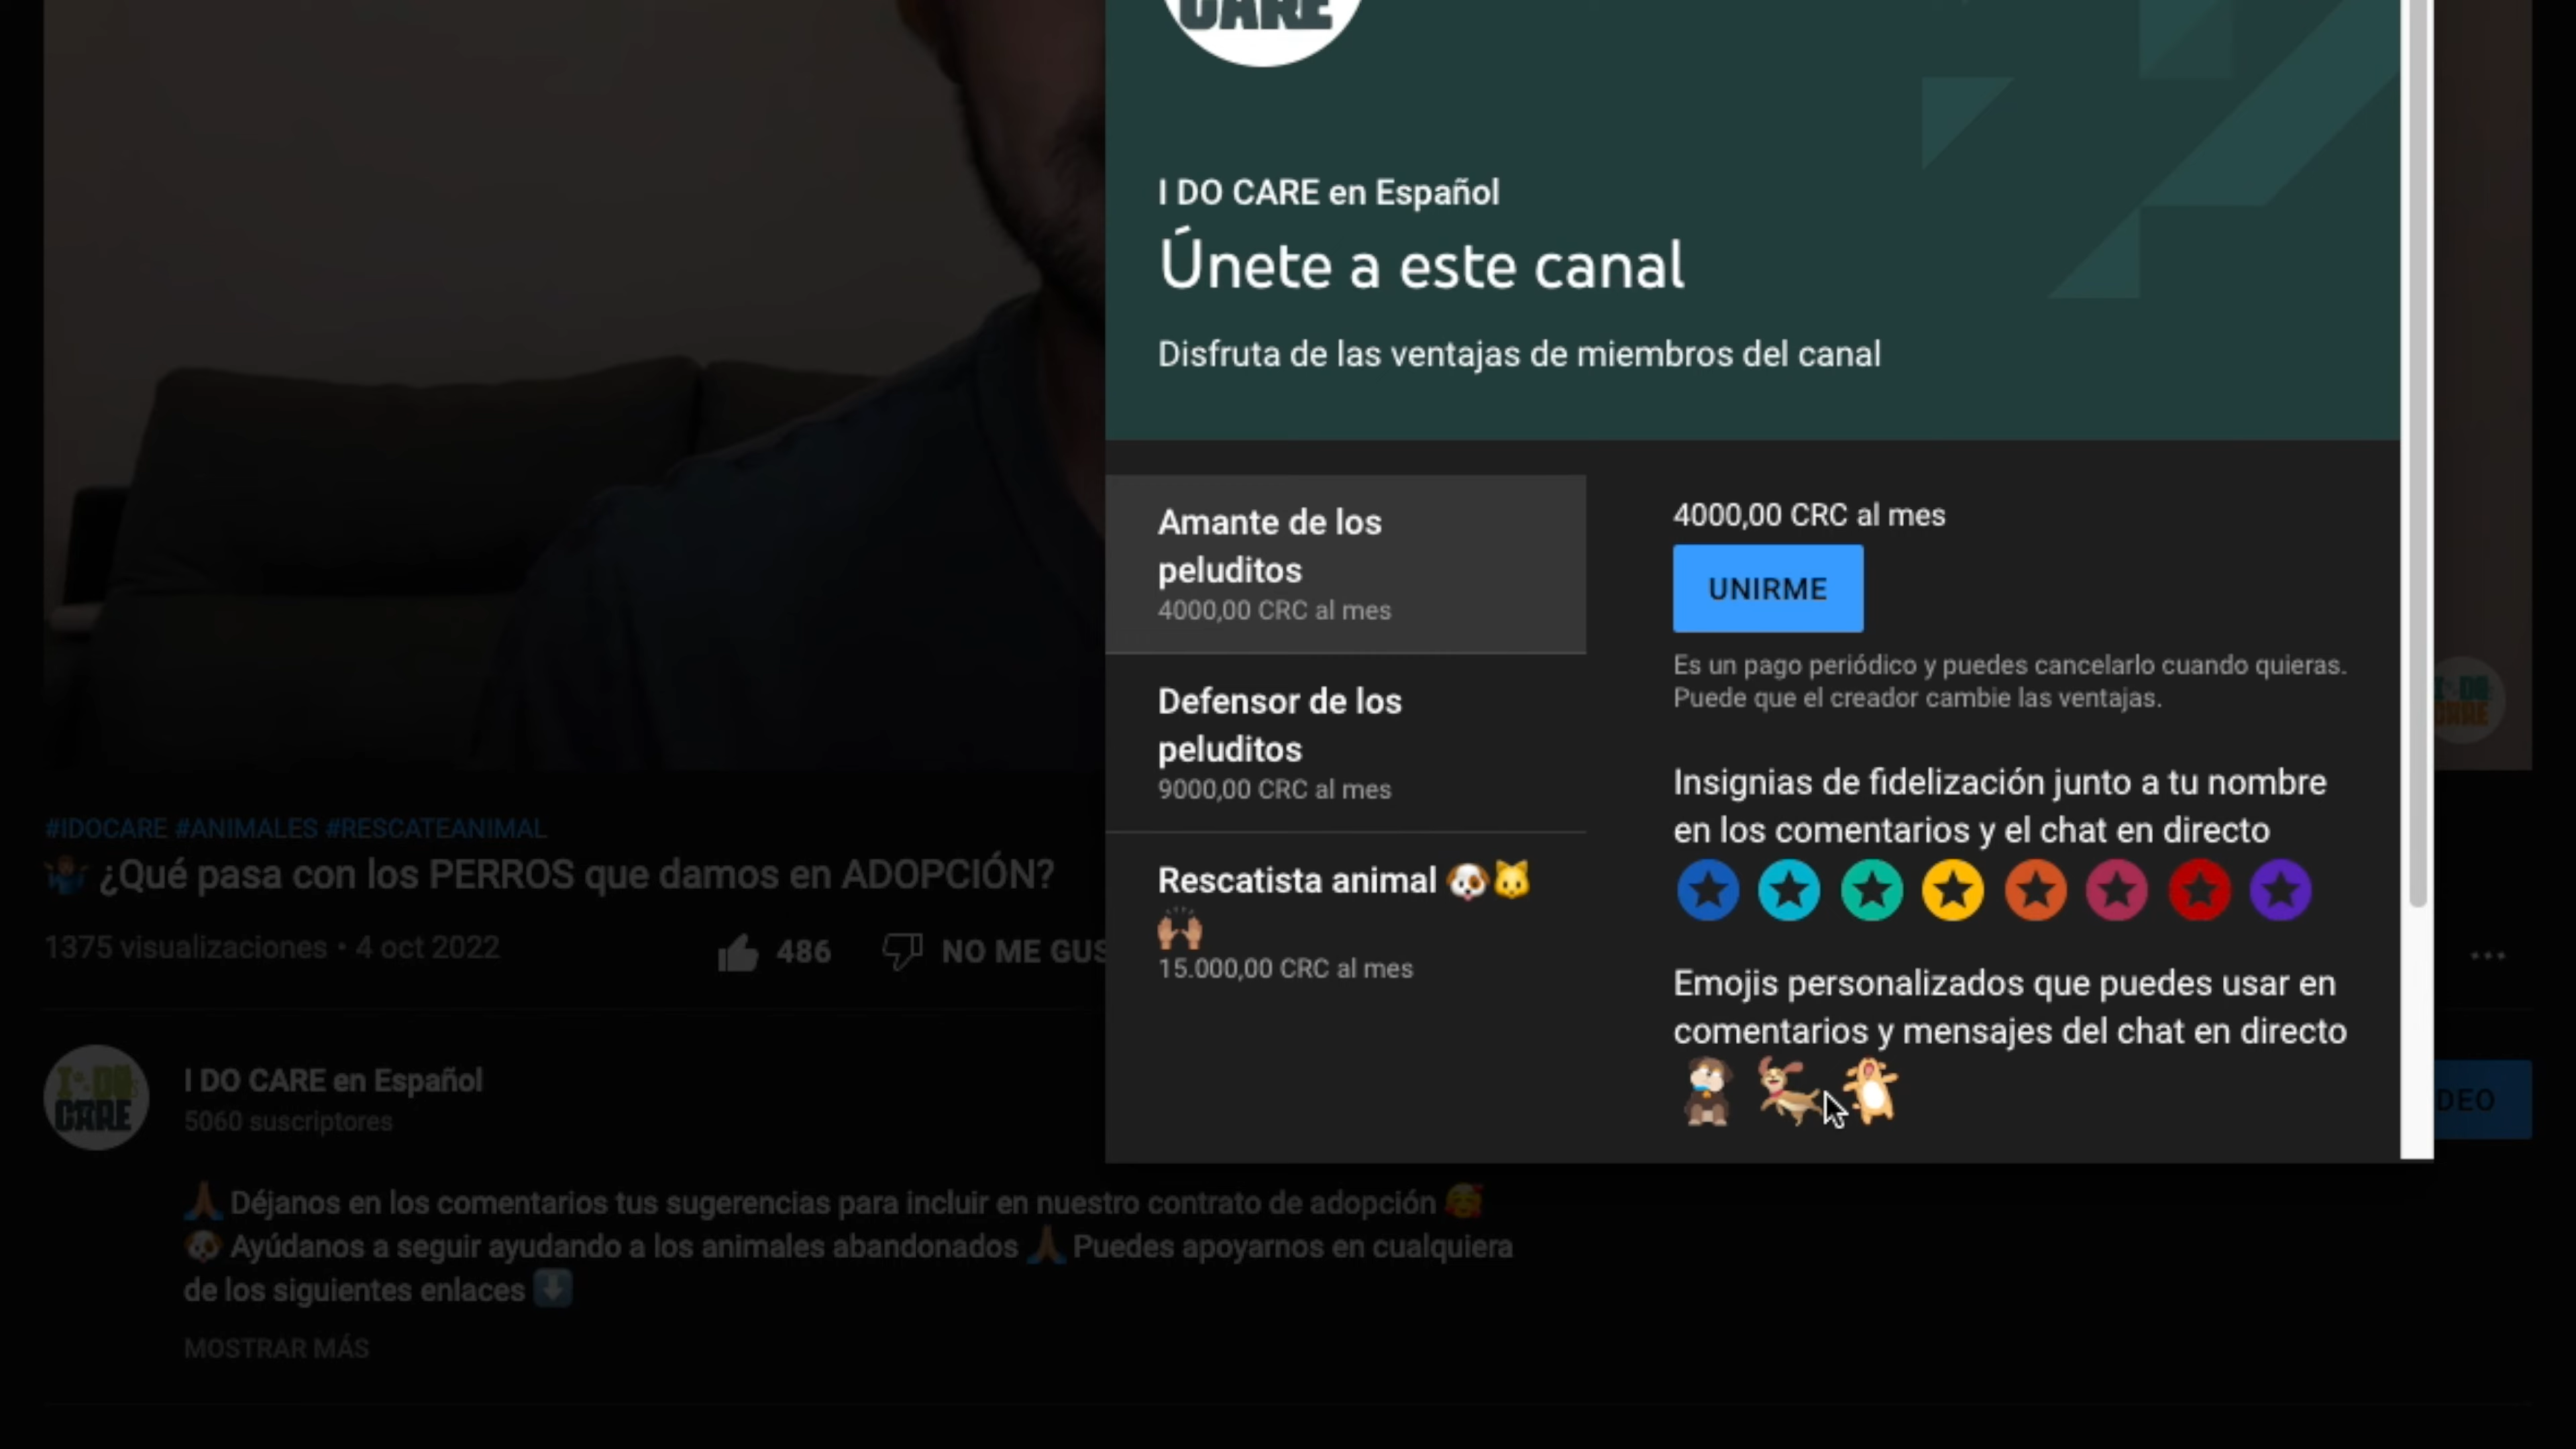 CARE
I DO CARE en Español
Únete a este canal
Disfruta de las ventajas de miembros del canal
Amante de los
peluditos
4000,00 CRC al mes
Defensor de los
peluditos
9000,00 CRC al mes
Rescatista animal 🐶🐱
🙌🏽
15.000,00 CRC al mes
4000,00 CRC al mes
UNIRME
Es un pago periódico y puedes cancelarlo cuando quieras.
Puede que el creador cambie las ventajas.
Insignias de fidelización junto a tu nombre
en los comentarios y el chat en directo
Emojis personalizados que puedes usar en
comentarios y mensajes del chat en directo
I DO
CARE
#IDOCARE #ANIMALES #RESCATEANIMAL
¿Qué pasa con los PERROS que damos en ADOPCIÓN?
1375 visualizaciones • 4 oct 2022
486
NO ME GUS
I DO
CARE
I DO CARE en Español
5060 suscriptores
DEO
🙏🏽 Déjanos en los comentarios tus sugerencias para incluir en nuestro contrato de adopción 🥰
🐶 Ayúdanos a seguir ayudando a los animales abandonados 🙏🏽 Puedes apoyarnos en cualquiera
de los siguientes enlaces ⬇️
MOSTRAR MÁS